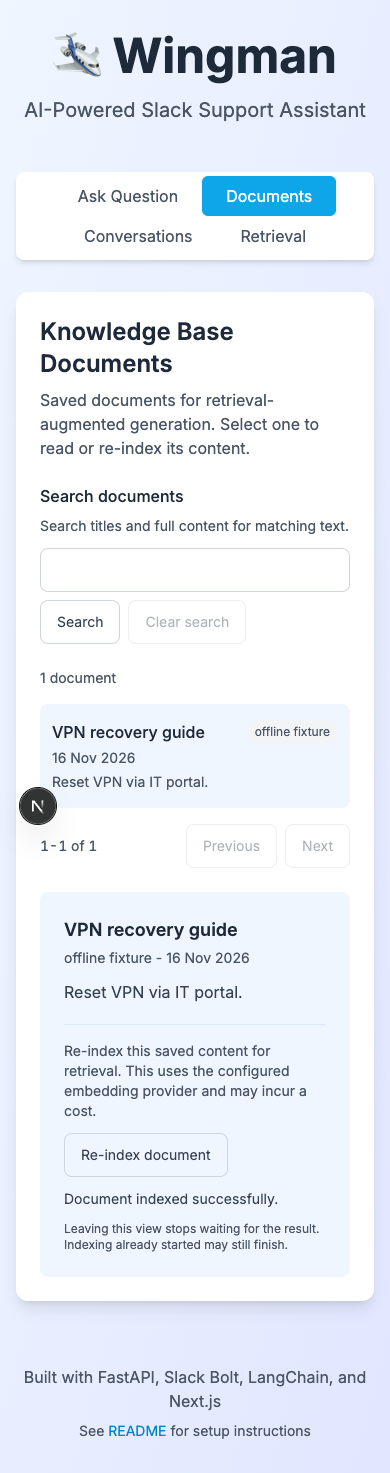 Wingman
AI-Powered Slack Support Assistant
Ask Question
Documents
Conversations
Retrieval
Knowledge Base
Documents
Saved documents for retrieval-
augmented generation. Select one to
read or re-index its content.
Search documents
Search titles and full content for matching text.
Search
Clear search
1 document
VPN recovery guide
offline fixture
16 Nov 2026
Reset VPN via IT portal.
N
1-1 of 1
Previous
Next
VPN recovery guide
offline fixture - 16 Nov 2026
Reset VPN via IT portal.
Re-index this saved content for
retrieval. This uses the configured
embedding provider and may incur a
cost.
Re-index document
Document indexed successfully.
Leaving this view stops waiting for the result.
Indexing already started may still finish.
Built with FastAPI, Slack Bolt, LangChain, and
Next.js
See README for setup instructions